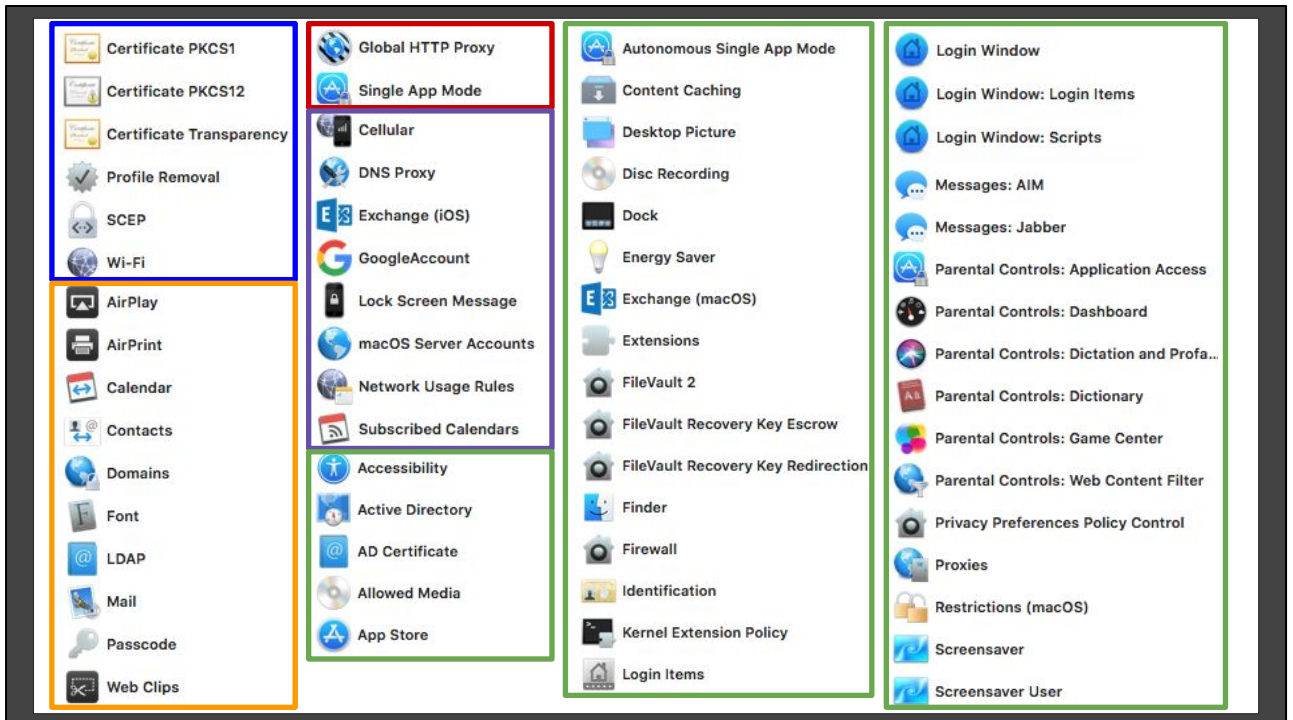 Certificate PKCS1
Certificate PKCS12
Certificate Transparency
Profile Removal
SCEP
Wi-Fi
AirPlay
AirPrint
Calendar
Contacts
Domains
Font
LDAP
Mail
Passcode
Web Clips
Global HTTP Proxy
Single App Mode
Cellular
DNS Proxy
Exchange (iOS)
GoogleAccount
Lock Screen Message
macOS Server Accounts
Network Usage Rules
Subscribed Calendars
Accessibility
Active Directory
AD Certificate
Allowed Media
App Store
Autonomous Single App Mode
Content Caching
Desktop Picture
Disc Recording
Dock
Energy Saver
Exchange (macOS)
Extensions
FileVault 2
FileVault Recovery Key Escrow
FileVault Recovery Key Redirection
Finder
Firewall
Identification
Kernel Extension Policy
Login Items
Login Window
Login Window: Login Items
Login Window: Scripts
Messages: AIM
Messages: Jabber
Parental Controls: Application Access
Parental Controls: Dashboard
Parental Controls: Dictation and Profa...
Parental Controls: Dictionary
Parental Controls: Game Center
Parental Controls: Web Content Filter
Privacy Preferences Policy Control
Proxies
Restrictions (macOS)
Screensaver
Screensaver User